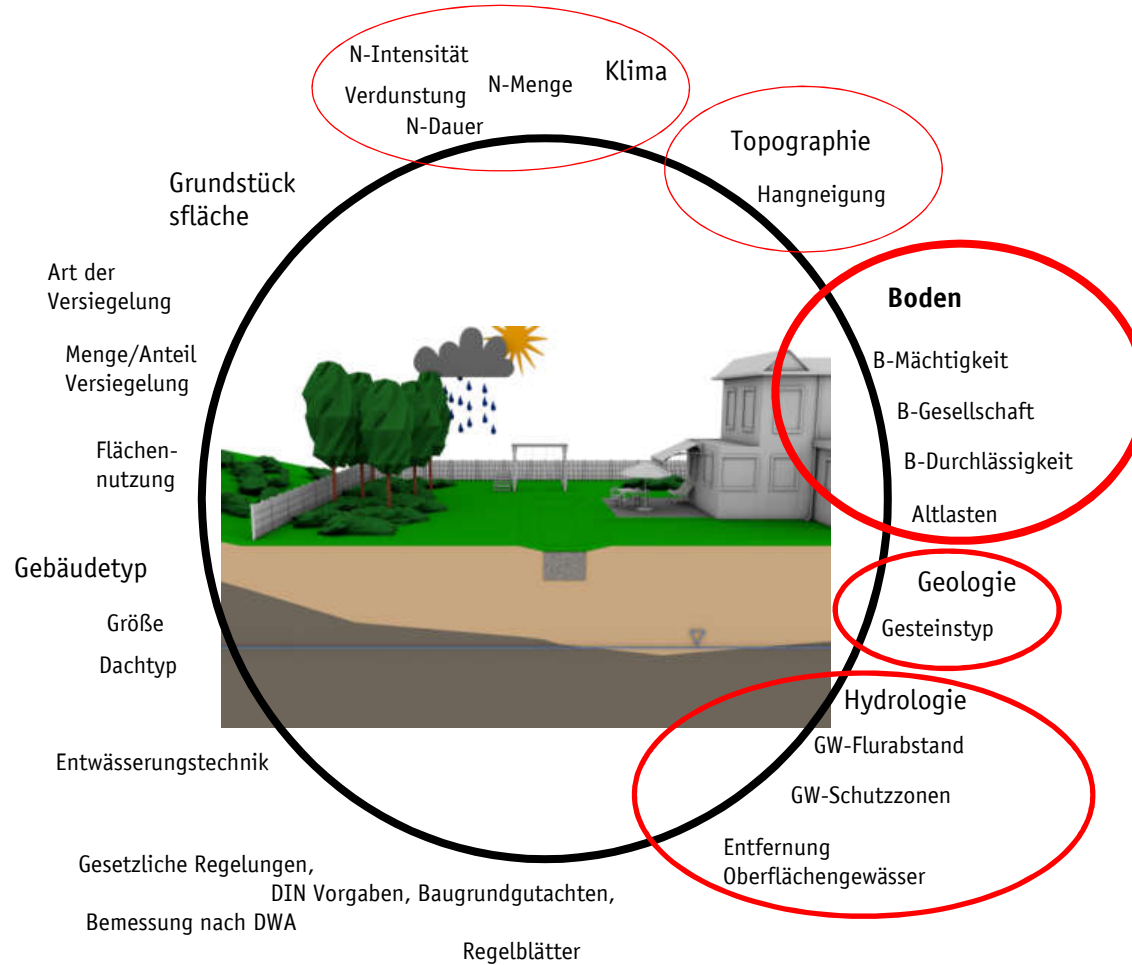 N-Intensität
Klima
N-Menge
Verdunstung
N-Dauer
Topographie
Hangneigung
Grundstück
sfläche
Art der
Versiegelung
Menge/Anteil
Versiegelung
Flächen-
nutzung
Boden
B-Mächtigkeit
B-Gesellschaft
B-Durchlässigkeit
Altlasten
Gebäudetyp
Größe
Dachtyp
Geologie
Gesteinstyp
Hydrologie
GW-Flurabstand
GW-Schutzzonen
Entfernung
Oberflächengewässer
Entwässerungstechnik
Gesetzliche Regelungen,
DIN Vorgaben, Baugrundgutachten,
Bemessung nach DWA
Regelblätter